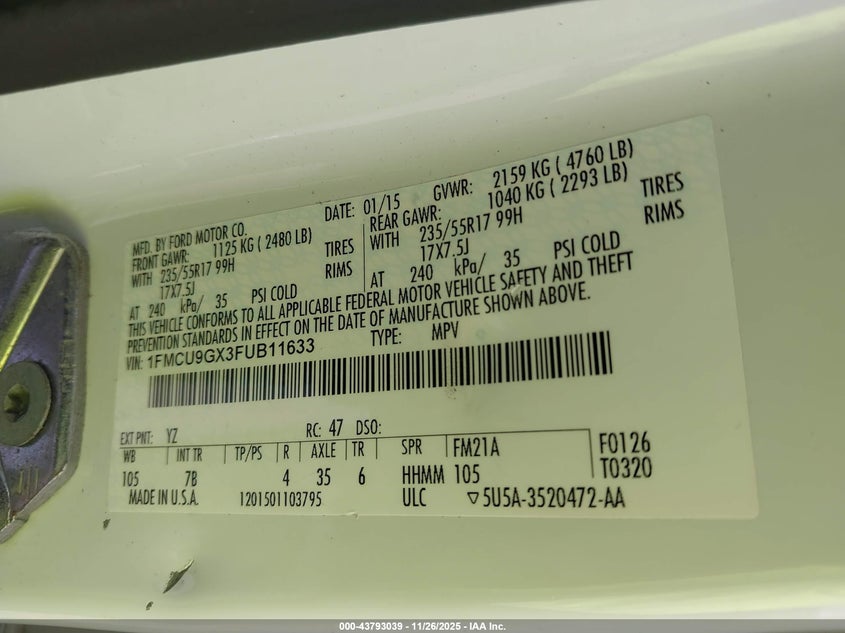 MFD. BY FORD MOTOR CO.
DATE: 01/15 GVWR: 2159 KG ( 4760 LB)
FRONT GAWR: 1125 KG ( 2480 LB)
WITH 235/55R17 99H TIRES
17X7.5J RIMS
AT 240 kPa/ 35 PSI COLD
REAR GAWR: 1040 KG ( 2293 LB)
WITH 235/55R17 99H TIRES
17X7.5J RIMS
AT 240 kPa/ 35 PSI COLD
THIS VEHICLE CONFORMS TO ALL APPLICABLE FEDERAL MOTOR VEHICLE SAFETY AND THEFT
PREVENTION STANDARDS IN EFFECT ON THE DATE OF MANUFACTURE SHOWN ABOVE.
VIN: 1FMCU9GX3FUB11633 TYPE: MPV
EXT PNT: YZ RC: 47 DSO:
WB INT TR TP/PS R AXLE TR SPR FM21A F0126
105 7B 4 35 6 HHMM 105 T0320
MADE IN U.S.A. 1201501103795 ULC ▽5U5A-3520472-AA
000-43793039 - 11/26/2025 - IAA Inc.